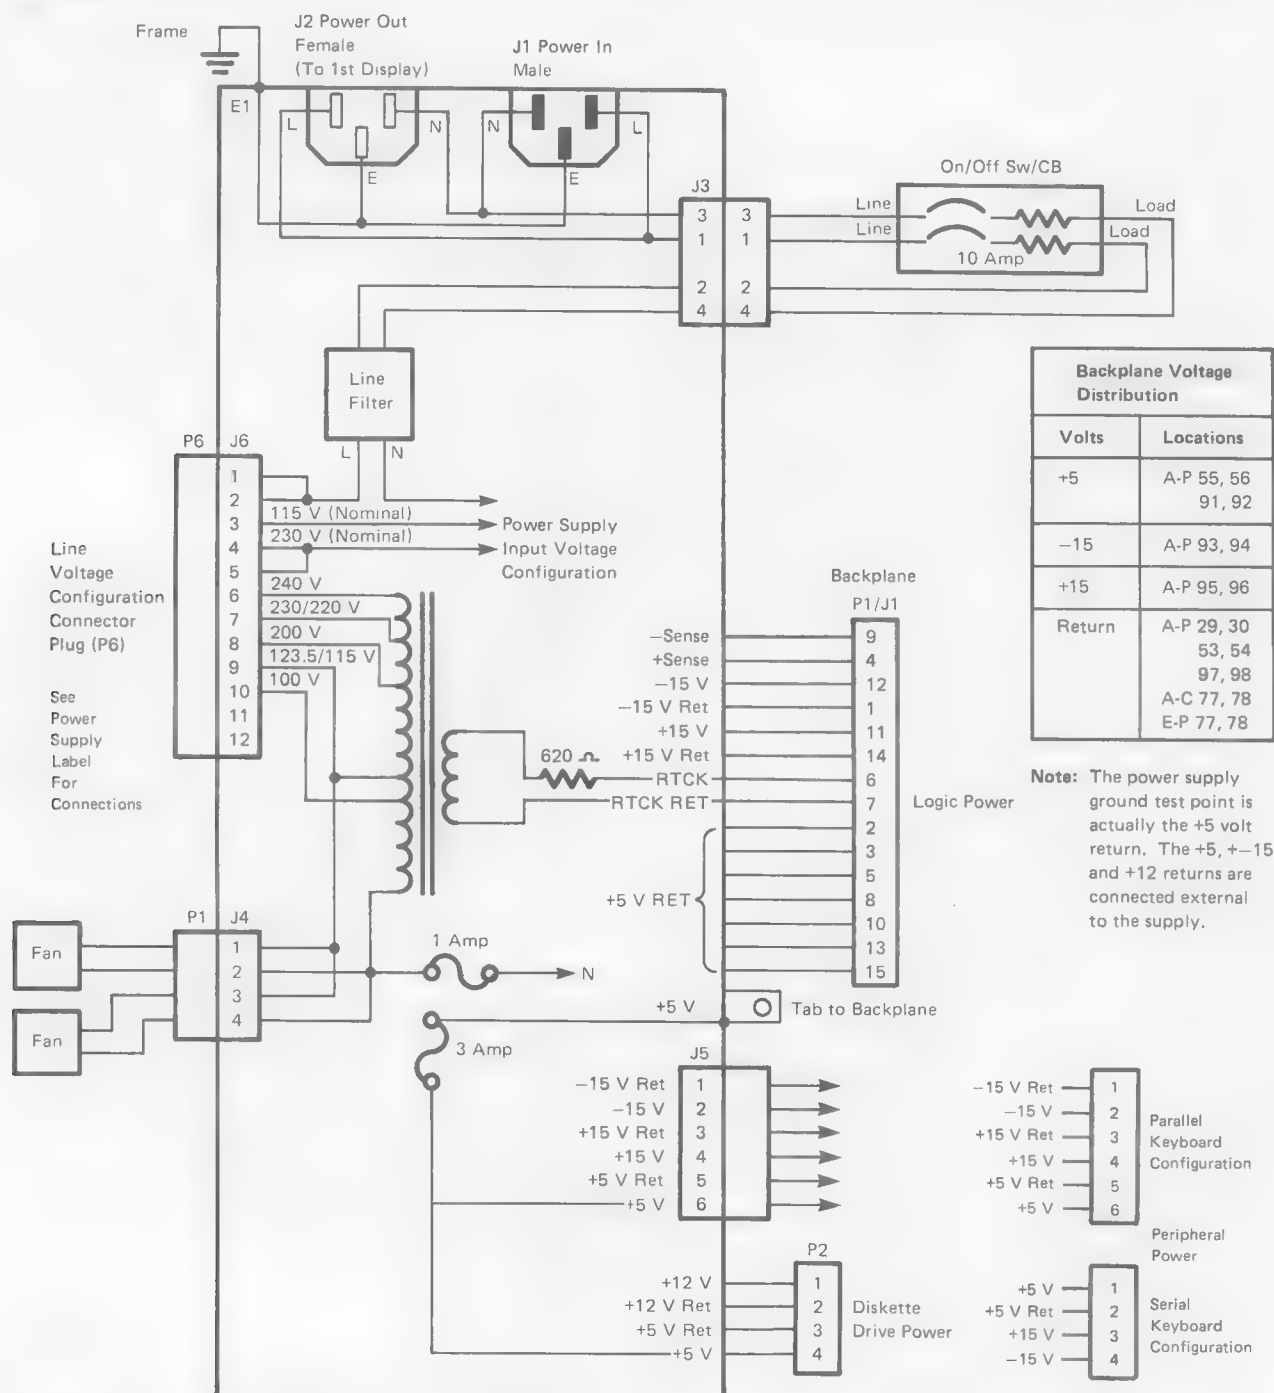 Frame
J2 Power Out
Female
(To 1st Display)
J1 Power In
Male
E1
L
N
N
L
E
E
J3
On/Off Sw/CB
3 3
Line
Load
1 1
Line
Load
10 Amp
2 2
4 4
Line
Filter
L N
P6 J6
1
2
115 V (Nominal)
3
230 V (Nominal)
4
5
240 V
6
230/220 V
7
200 V
8
123.5/115 V
9
100 V
10
11
12
Power Supply
Input Voltage
Configuration
Line
Voltage
Configuration
Connector
Plug (P6)
See
Power
Supply
Label
For
Connections
Backplane Voltage
Distribution
Volts Locations
+5 A-P 55, 56
91, 92
−15 A-P 93, 94
+15 A-P 95, 96
Return A-P 29, 30
53, 54
97, 98
A-C 77, 78
E-P 77, 78
Note: The power supply
ground test point is
actually the +5 volt
return. The +5, +−15
and +12 returns are
connected external
to the supply.
Backplane
P1/J1
−Sense 9
+Sense 4
−15 V 12
−15 V Ret 1
+15 V 11
+15 V Ret 14
620 Ω
RTCK 6
RTCK RET 7
Logic Power
2
3
5
+5 V RET 8
10
13
15
+5 V
Tab to Backplane
Fan
Fan
P1 J4
1
2
3
4
1 Amp
N
3 Amp
J5
−15 V Ret 1
−15 V 2
+15 V Ret 3
+15 V 4
+5 V Ret 5
+5 V 6
P2
+12 V 1
+12 V Ret 2
+5 V Ret 3
+5 V 4
Diskette
Drive Power
−15 V Ret 1
−15 V 2
+15 V Ret 3
+15 V 4
+5 V Ret 5
+5 V 6
Parallel
Keyboard
Configuration
Peripheral
Power
+5 V 1
+5 V Ret 2
+15 V 3
−15 V 4
Serial
Keyboard
Configuration